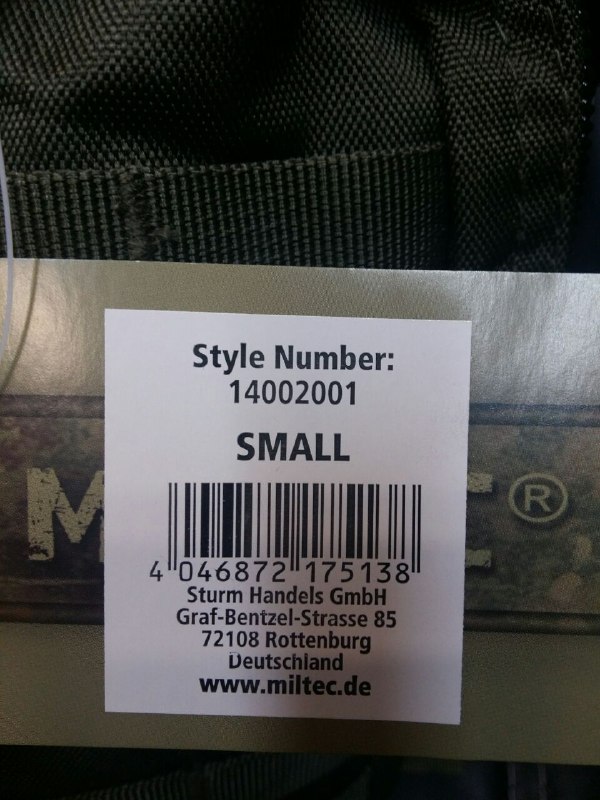 Style Number:
14002001
SMALL
4 046872 175138
Sturm Handels GmbH
Graf-Bentzel-Strasse 85
72108 Rottenburg
Deutschland
www.miltec.de